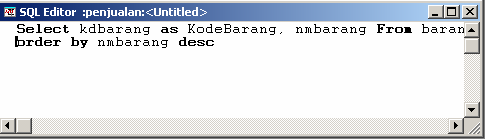 SQL Editor :penjualan:<Untitled>
Select kdbarang as KodeBarang, nmbarang From baran
order by nmbarang desc